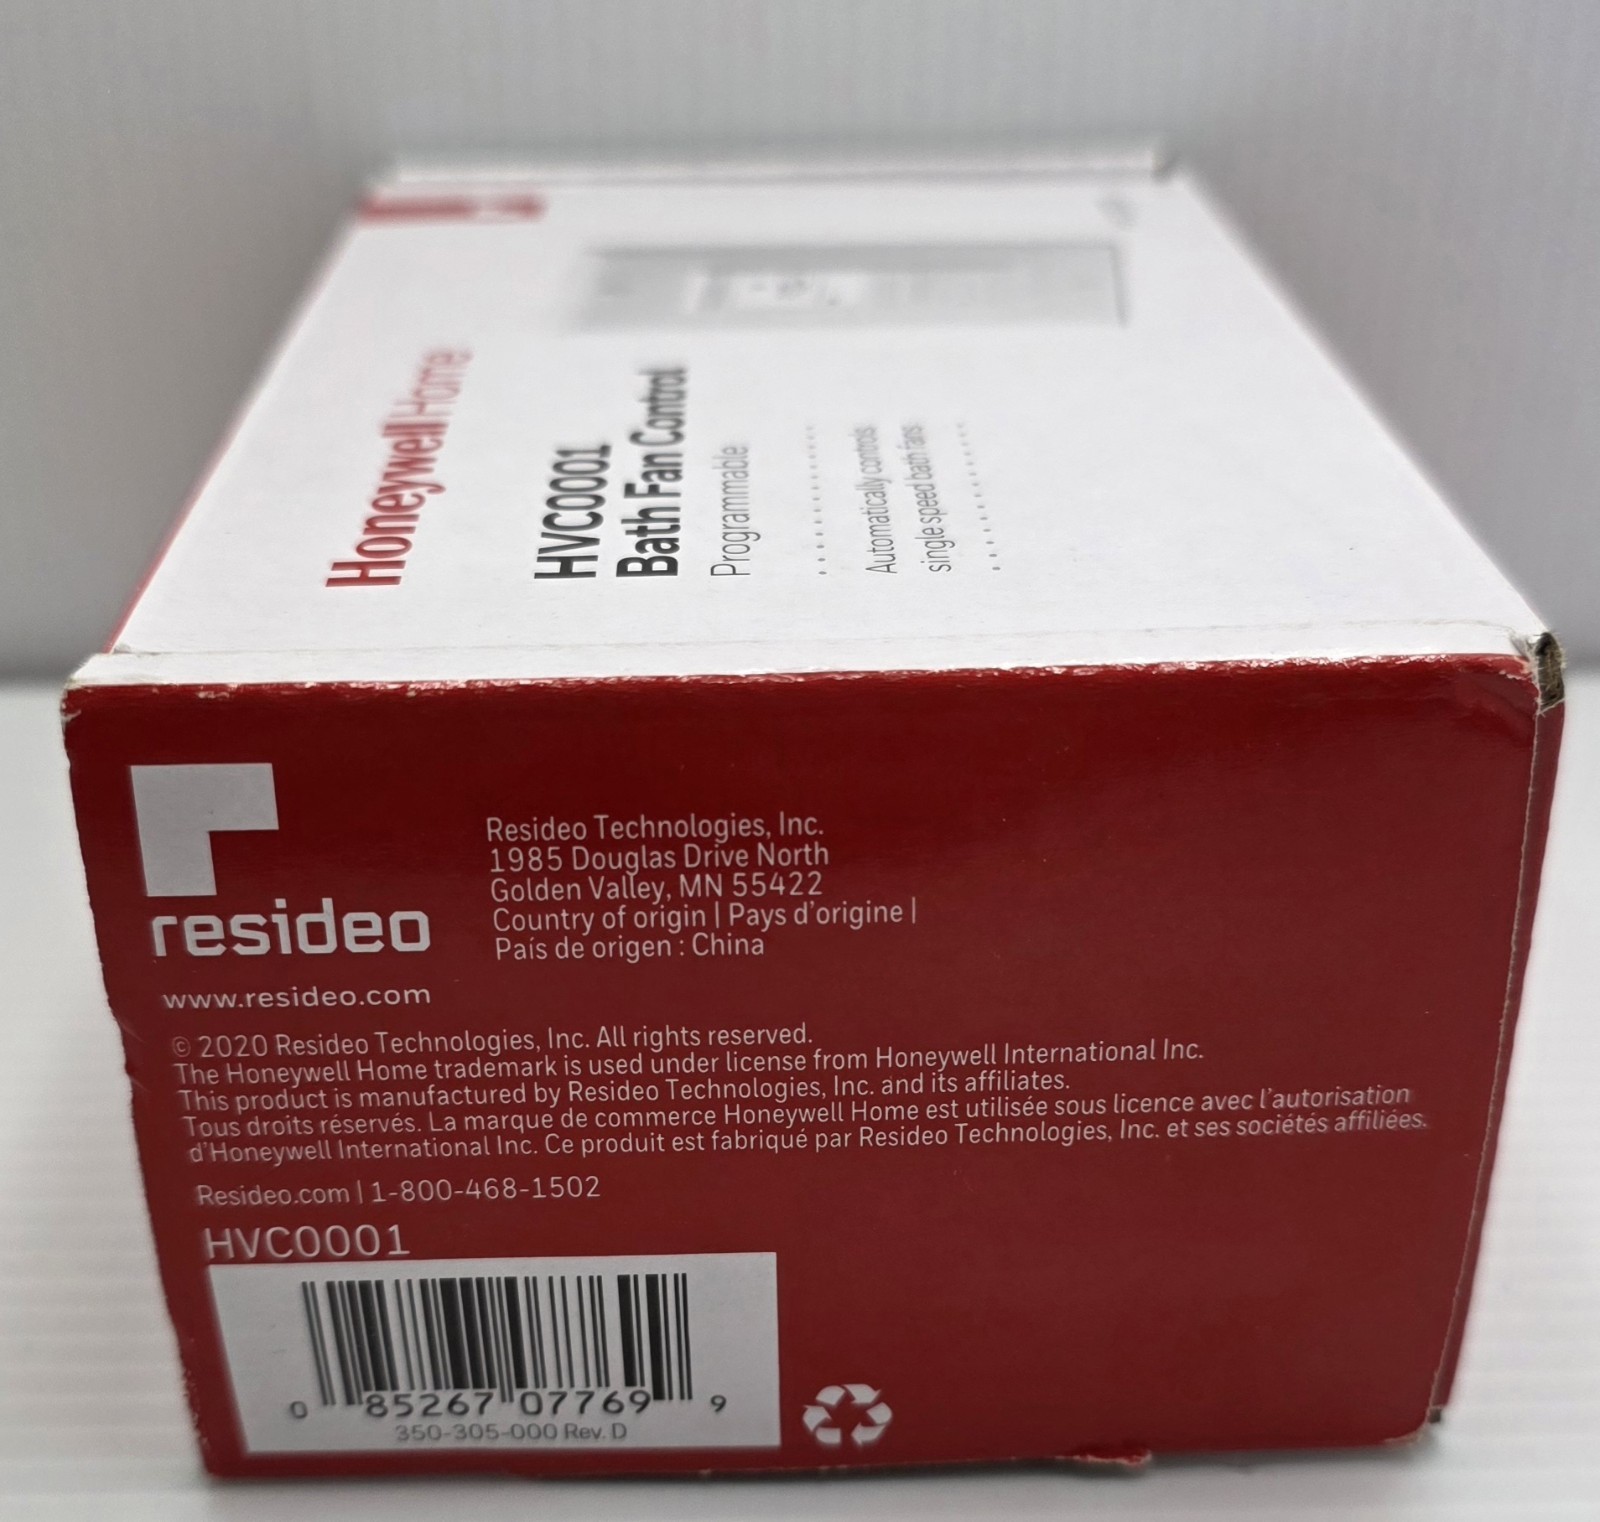 Honeywell Home
HVC0001
Bath Fan Control
Programmable
Automatically controls
single speed bath fans
resideo
www.resideo.com
Resideo Technologies, Inc.
1985 Douglas Drive North
Golden Valley, MN 55422
Country of origin | Pays d'origine |
País de origen : China
© 2020 Resideo Technologies, Inc. All rights reserved.
The Honeywell Home trademark is used under license from Honeywell International Inc.
This product is manufactured by Resideo Technologies, Inc. and its affiliates.
Tous droits réservés. La marque de commerce Honeywell Home est utilisée sous licence avec l'autorisation
d'Honeywell International Inc. Ce produit est fabriqué par Resideo Technologies, Inc. et ses sociétés affiliées.
Resideo.com | 1-800-468-1502
HVC0001
0 85267 07769 9
350-305-000 Rev. D